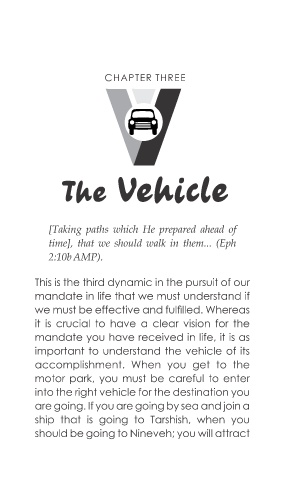 CHAPTER THREE
V
The Vehicle
[Taking paths which He prepared ahead of
time], that we should walk in them... (Eph
2:10b AMP).
This is the third dynamic in the pursuit of our
mandate in life that we must understand if
we must be effective and fulfilled. Whereas
it is crucial to have a clear vision for the
mandate you have received in life, it is as
important to understand the vehicle of its
accomplishment. When you get to the
motor park, you must be careful to enter
into the right vehicle for the destination you
are going. If you are going by sea and join a
ship that is going to Tarshish, when you
should be going to Nineveh; you will attract